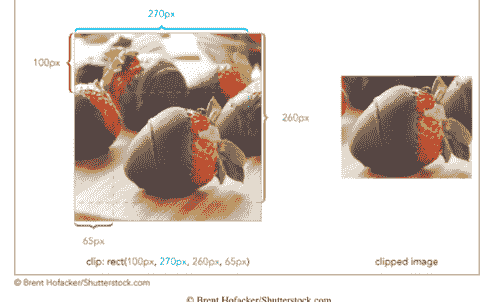 270px
100px
260px
65px
clip: rect(100px, 270px, 260px, 65px)
clipped image
© Brent Hofacker/Shutterstock.com
© Brent Hofacker/Shutterstock.com